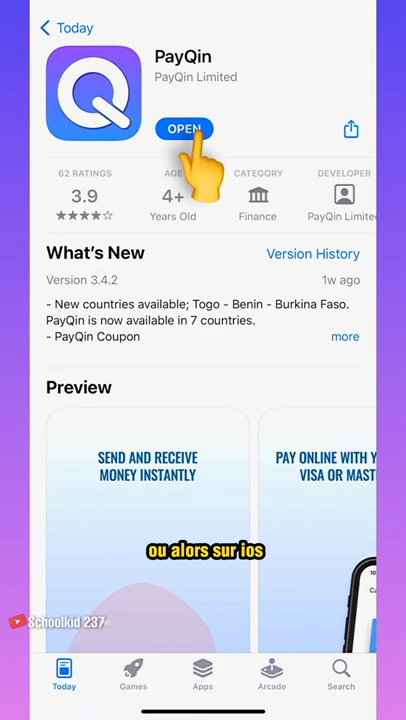 Today
PayQin
PayQin Limited
OPEN
62 RATINGS
AGE
CATEGORY
DEVELOPER
3.9
4+
Years Old
Finance
PayQin Limite
What's New
Version History
Version 3.4.2
1w ago
- New countries available; Togo - Benin - Burkina Faso.
PayQin is now available in 7 countries.
- PayQin Coupon
more
Preview
SEND AND RECEIVE
MONEY INSTANTLY
PAY ONLINE WITH Y
VISA OR MAST
ou alors sur ios
Schoolkid 237
Today
Games
Apps
Arcade
Search